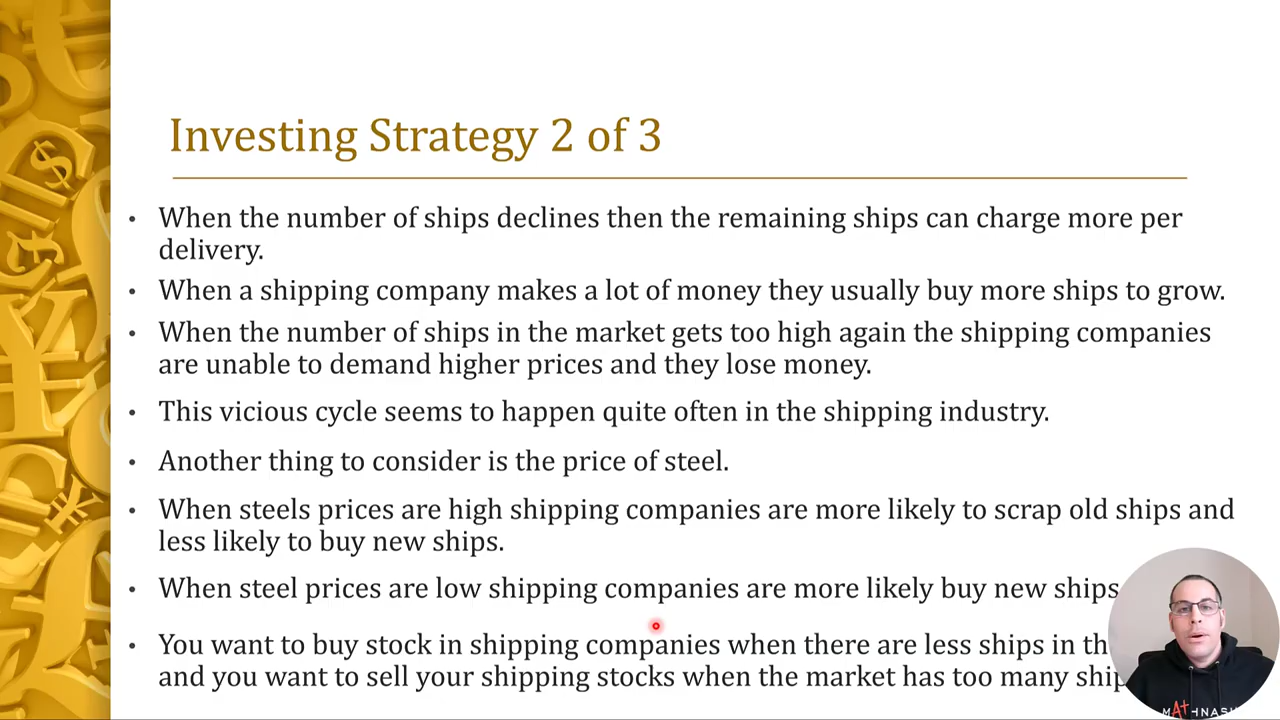 Investing Strategy 2 of 3
• When the number of ships declines then the remaining ships can charge more per
delivery.
• When a shipping company makes a lot of money they usually buy more ships to grow.
• When the number of ships in the market gets too high again the shipping companies
are unable to demand higher prices and they lose money.
• This vicious cycle seems to happen quite often in the shipping industry.
• Another thing to consider is the price of steel.
• When steels prices are high shipping companies are more likely to scrap old ships and
less likely to buy new ships.
• When steel prices are low shipping companies are more likely buy new ships
• You want to buy stock in shipping companies when there are less ships in
and you want to sell your shipping stocks when the market has too many